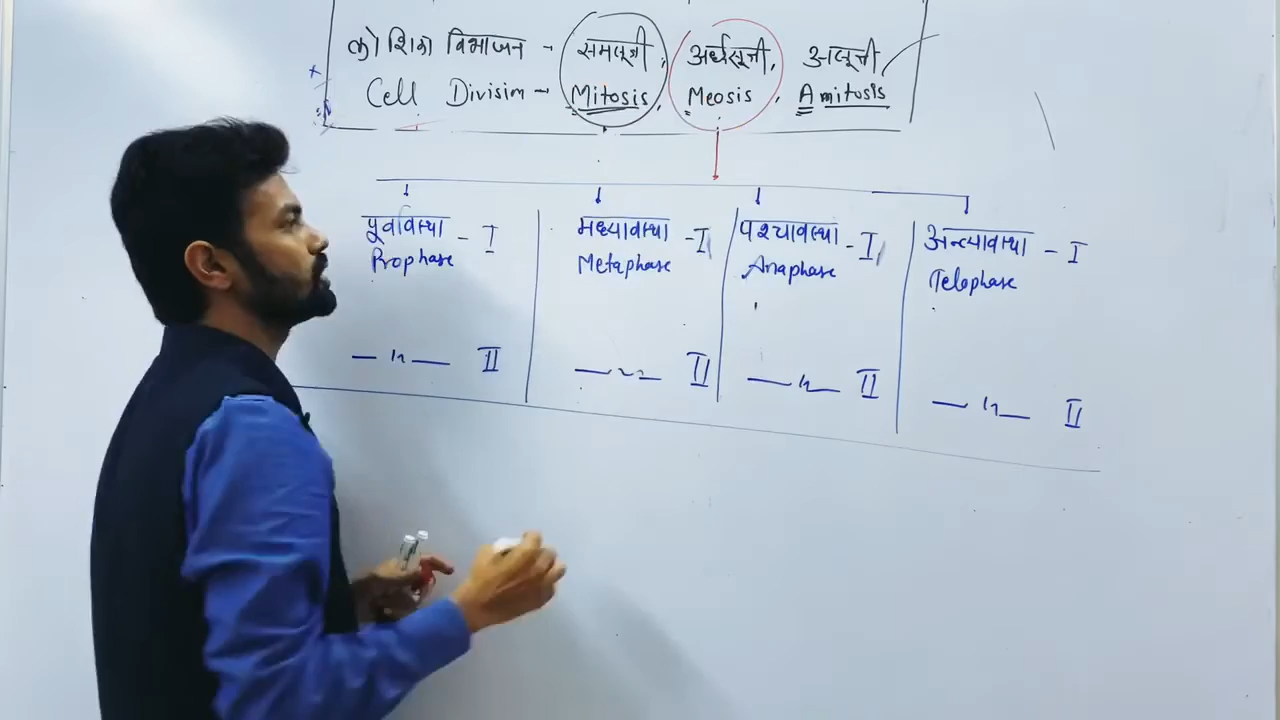 कोशिका विभाजन - समसूत्री, अर्धसूत्री, असूत्री
Cell Division - Mitosis, Meosis, Amitosis
पूर्वावस्था - I
Prophase
मध्यावस्था - I
Metaphase
पश्चावस्था - I
Anaphase
अन्त्यावस्था - I
Telophase
— 〃 — II
— 〃 — II
— 〃 — II
— 〃 — II